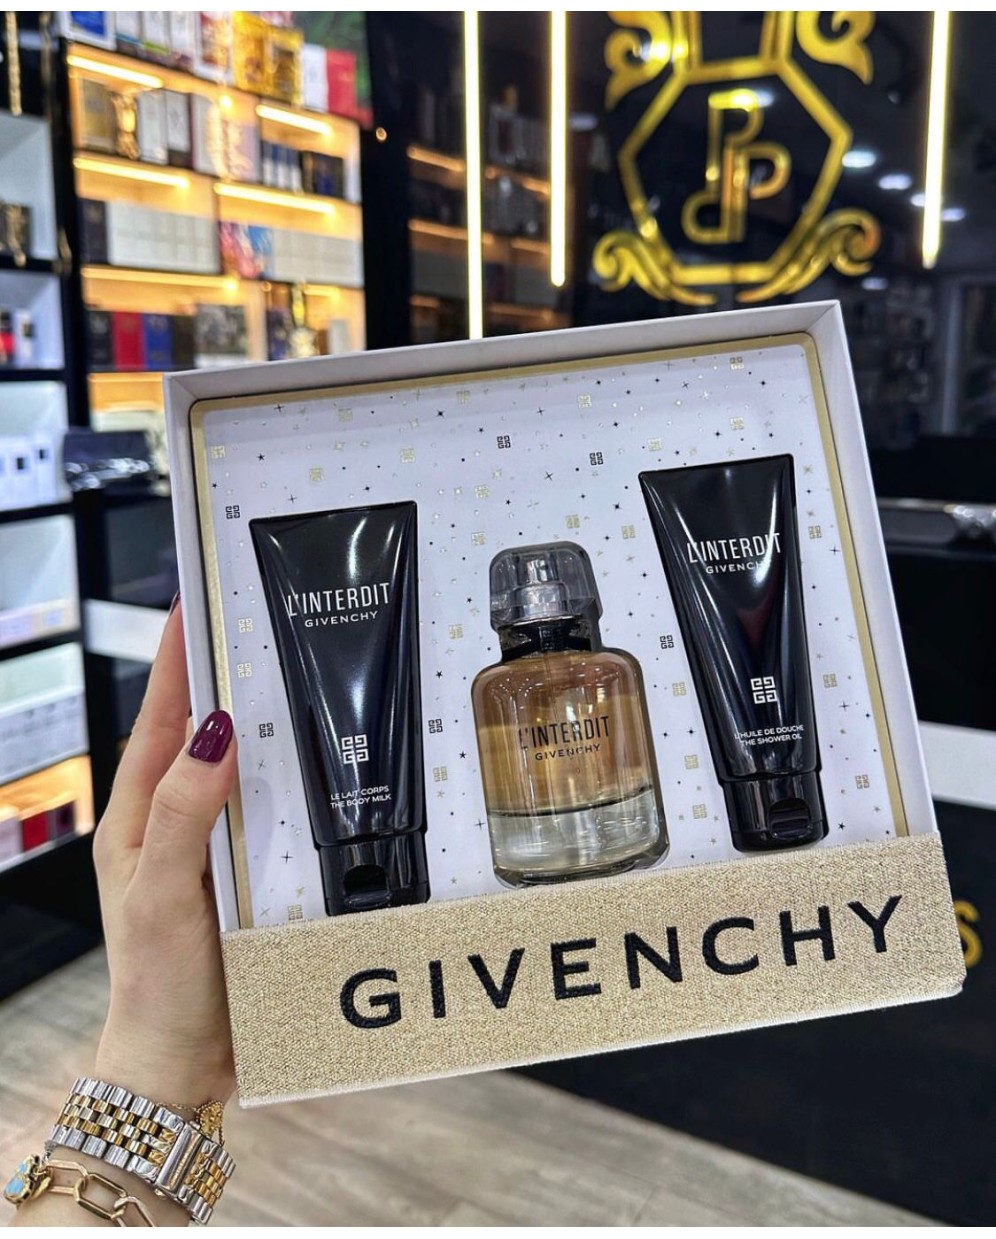 L'INTERDIT
GIVENCHY
LE LAIT CORPS
THE BODY MILK
L'INTERDIT
GIVENCHY
L'INTERDIT
GIVENCHY
L'HUILE DE DOUCHE
THE SHOWER OIL
GIVENCHY